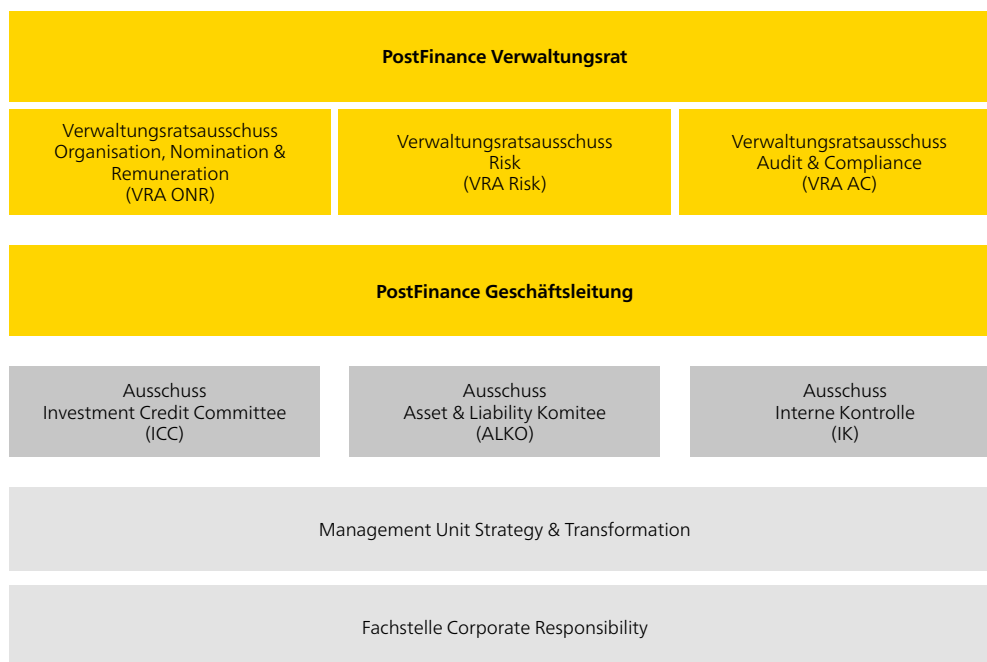 PostFinance Verwaltungsrat
Verwaltungsratsausschuss
Organisation, Nomination &
Remuneration
(VRA ONR)
Verwaltungsratsausschuss
Risk
(VRA Risk)
Verwaltungsratsausschuss
Audit & Compliance
(VRA AC)
PostFinance Geschäftsleitung
Ausschuss
Investment Credit Committee
(ICC)
Ausschuss
Asset & Liability Komitee
(ALKO)
Ausschuss
Interne Kontrolle
(IK)
Management Unit Strategy & Transformation
Fachstelle Corporate Responsibility